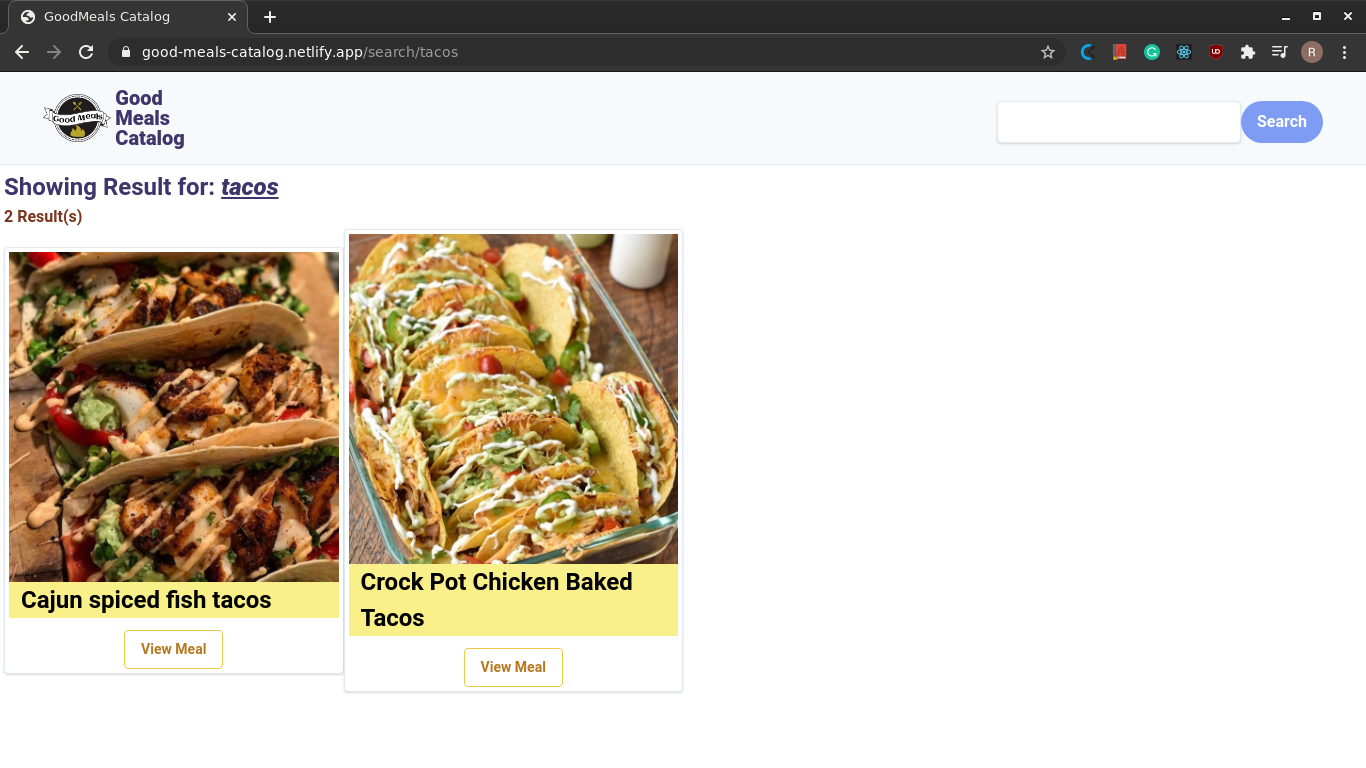 GoodMeals Catalog
good-meals-catalog.netlify.app/search/tacos
UD
R
Good Meals
Good
Meals
Catalog
Search
Showing Result for: tacos
2 Result(s)
Cajun spiced fish tacos
View Meal
Crock Pot Chicken Baked
Tacos
View Meal